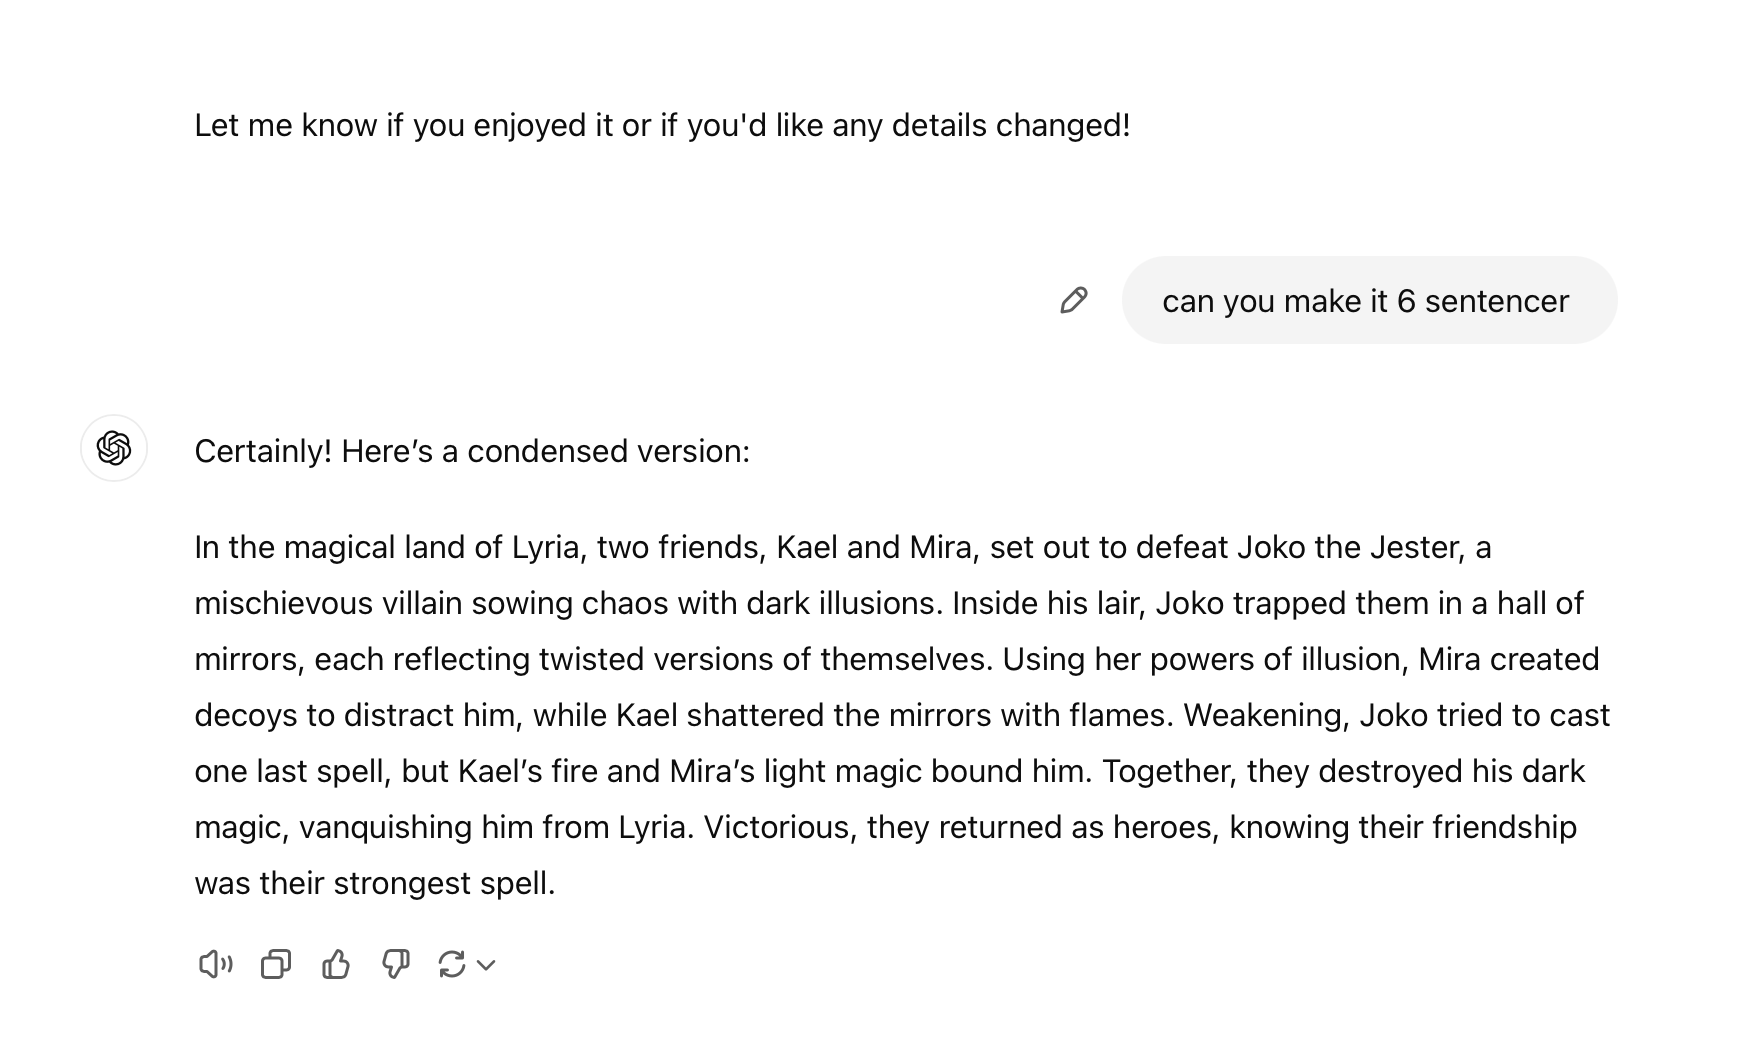 Let me know if you enjoyed it or if you'd like any details changed!
can you make it 6 sentencer
Certainly! Here’s a condensed version:
In the magical land of Lyria, two friends, Kael and Mira, set out to defeat Joko the Jester, a
mischievous villain sowing chaos with dark illusions. Inside his lair, Joko trapped them in a hall of
mirrors, each reflecting twisted versions of themselves. Using her powers of illusion, Mira created
decoys to distract him, while Kael shattered the mirrors with flames. Weakening, Joko tried to cast
one last spell, but Kael’s fire and Mira’s light magic bound him. Together, they destroyed his dark
magic, vanquishing him from Lyria. Victorious, they returned as heroes, knowing their friendship
was their strongest spell.